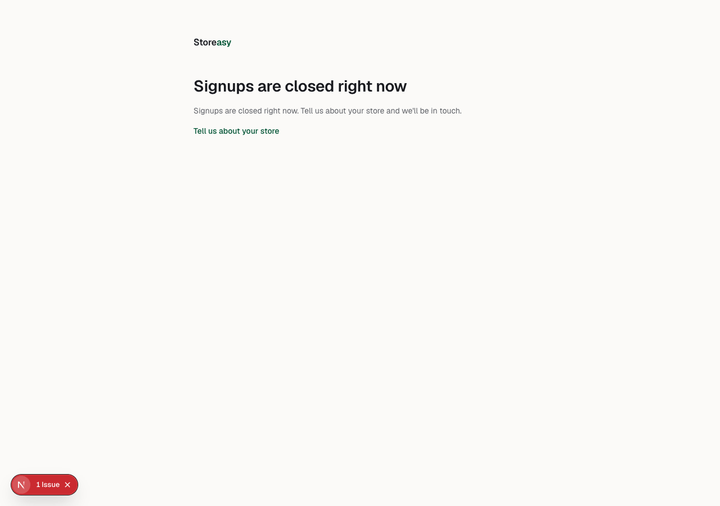 Storeasy
Signups are closed right now
Signups are closed right now. Tell us about your store and we'll be in touch.
Tell us about your store
N 1 Issue ×